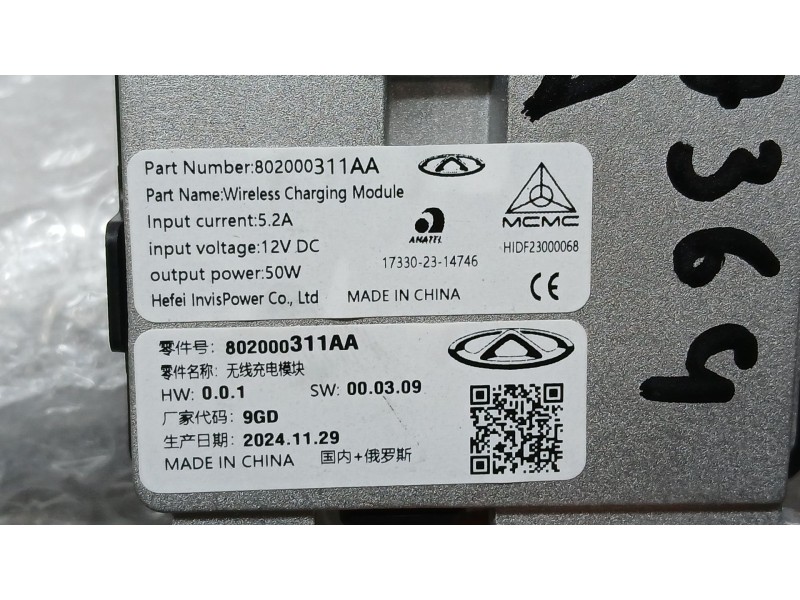 Part Number:802000311AA
Part Name:Wireless Charging Module
Input current:5.2A
input voltage:12V DC
output power:50W
Hefei InvisPower Co., Ltd
MADE IN CHINA
ANATEL
17330-23-14746
MCMC
HIDF23000068
CE
零件号: 802000311AA
零件名称: 无线充电模块
HW: 0.0.1
SW: 00.03.09
厂家代码: 9GD
生产日期: 2024.11.29
MADE IN CHINA
国内+俄罗斯